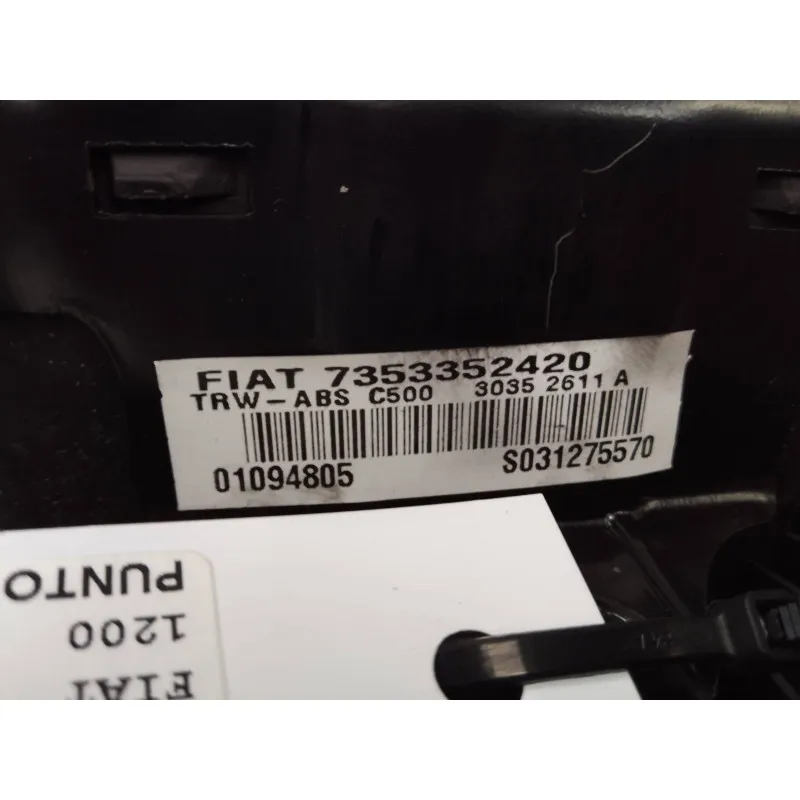 FIAT 7353352420
TRW-ABS C500 3035 2611 A
01094805 S031275570
FIAT
1200
PUNTO